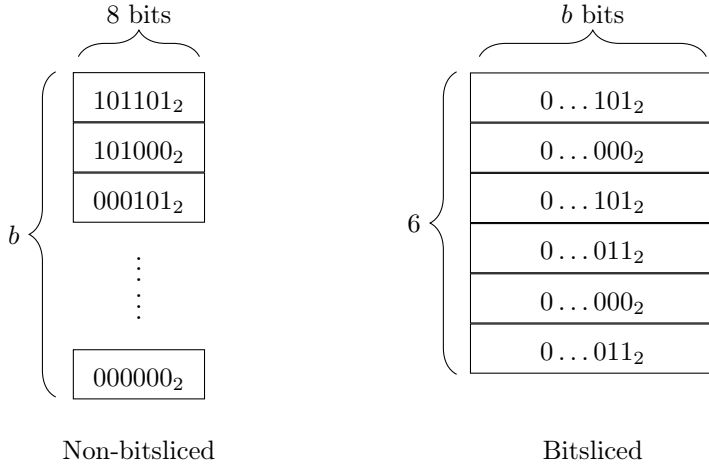 8 bits
b bits
101101₂
101000₂
000101₂
b
000000₂
Non-bitsliced
0...101₂
0...000₂
0...101₂
6
0...011₂
0...000₂
0...011₂
Bitsliced